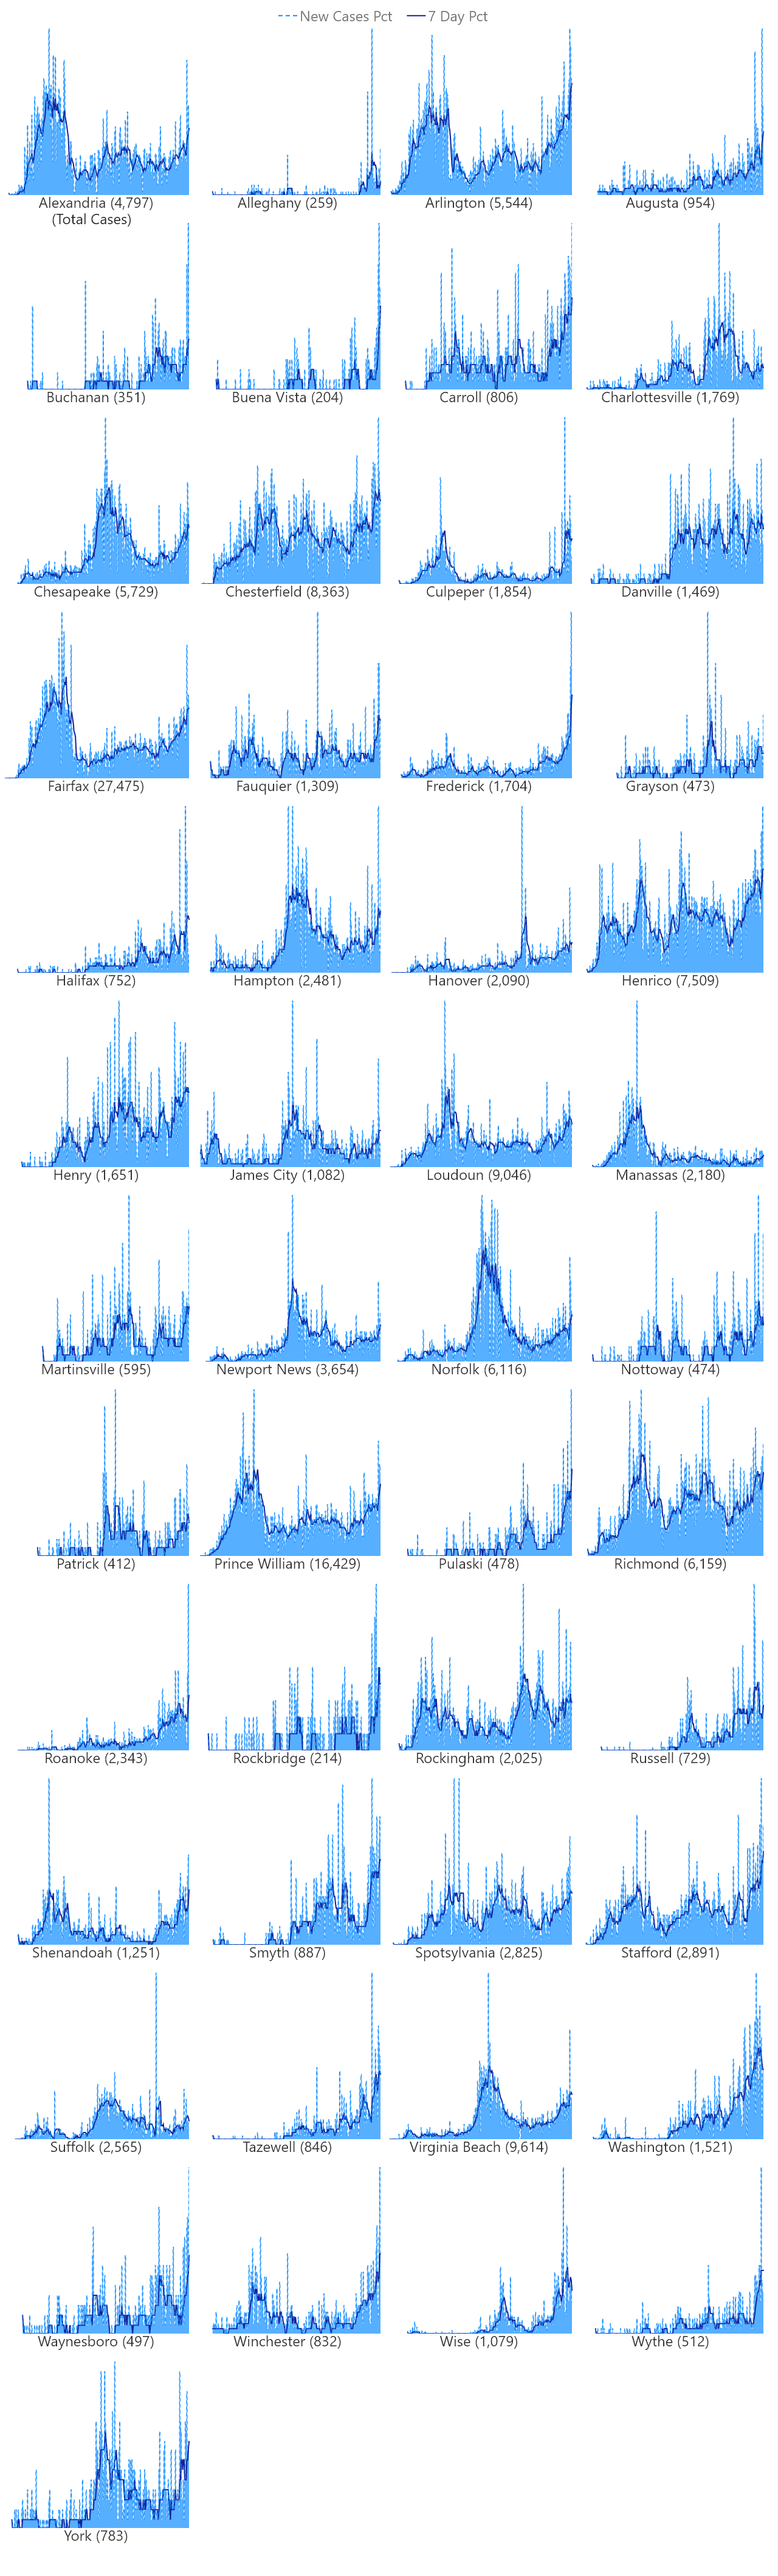 New Cases Pct 7 Day Pct
Alexandria (4,797) Alleghany (259) Arlington (5,544) Augusta (954)
(Total Cases)
Buchanan (351) Buena Vista (204) Carroll (806) Charlottesville (1,769)
Chesapeake (5,729) Chesterfield (8,363) Culpeper (1,854) Danville (1,469)
Fairfax (27,475) Fauquier (1,309) Frederick (1,704) Grayson (473)
Halifax (752) Hampton (2,481) Hanover (2,090) Henrico (7,509)
Henry (1,651) James City (1,082) Loudoun (9,046) Manassas (2,180)
Martinsville (595) Newport News (3,654) Norfolk (6,116) Nottoway (474)
Patrick (412) Prince William (16,429) Pulaski (478) Richmond (6,159)
Roanoke (2,343) Rockbridge (214) Rockingham (2,025) Russell (729)
Shenandoah (1,251) Smyth (887) Spotsylvania (2,825) Stafford (2,891)
Suffolk (2,565) Tazewell (846) Virginia Beach (9,614) Washington (1,521)
Waynesboro (497) Winchester (832) Wise (1,079) Wythe (512)
York (783)